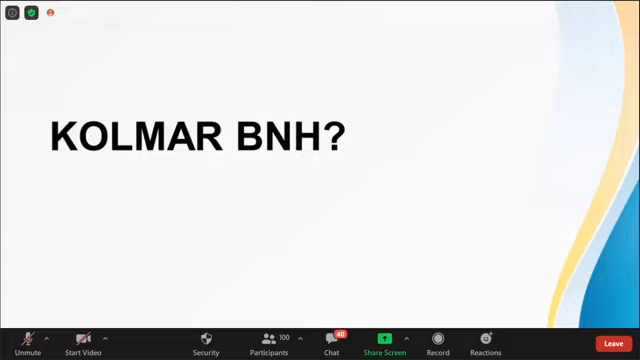 KOLMAR BNH?
Unmute
Start Video
Security
Participants
100
Chat
40
Share Screen
Record
Reactions
Leave